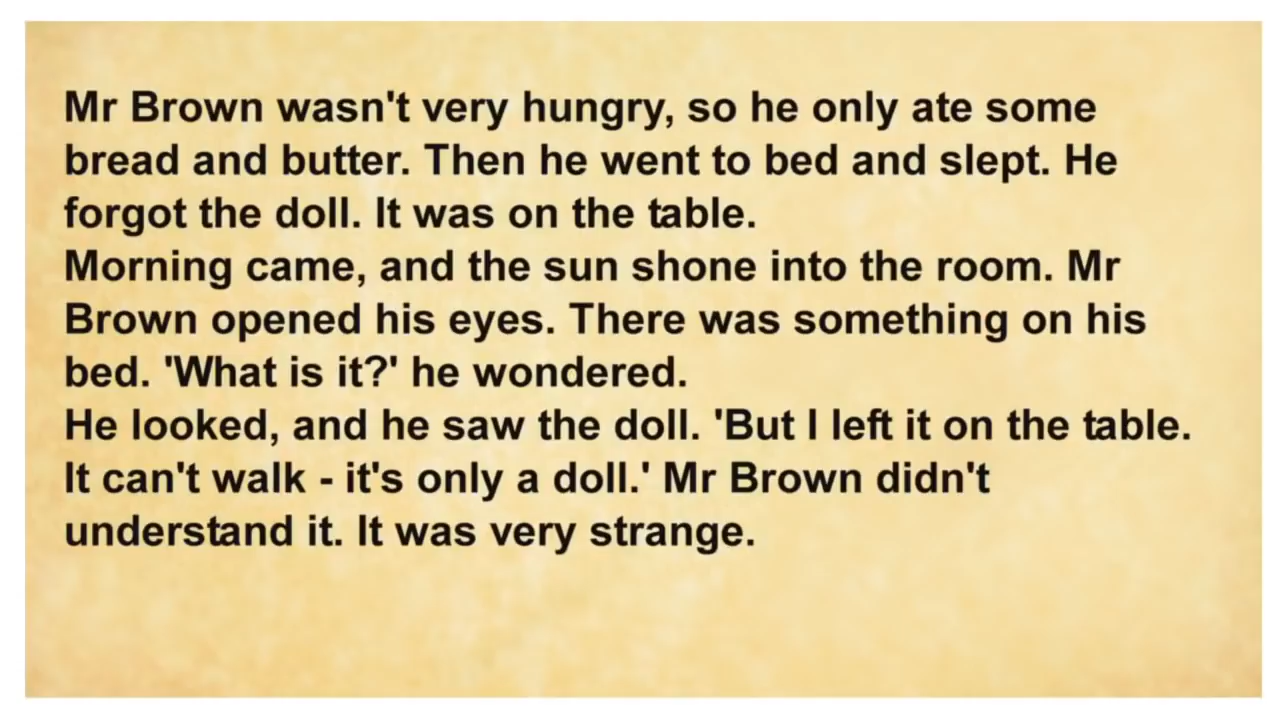 Mr Brown wasn't very hungry, so he only ate some
bread and butter. Then he went to bed and slept. He
forgot the doll. It was on the table.
Morning came, and the sun shone into the room. Mr
Brown opened his eyes. There was something on his
bed. 'What is it?' he wondered.
He looked, and he saw the doll. 'But I left it on the table.
It can't walk - it's only a doll.' Mr Brown didn't
understand it. It was very strange.